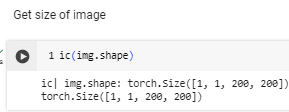 Get size of image
1 ic(img.shape)
ic| img.shape: torch.Size([1, 1, 200, 200])
torch.Size([1, 1, 200, 200])